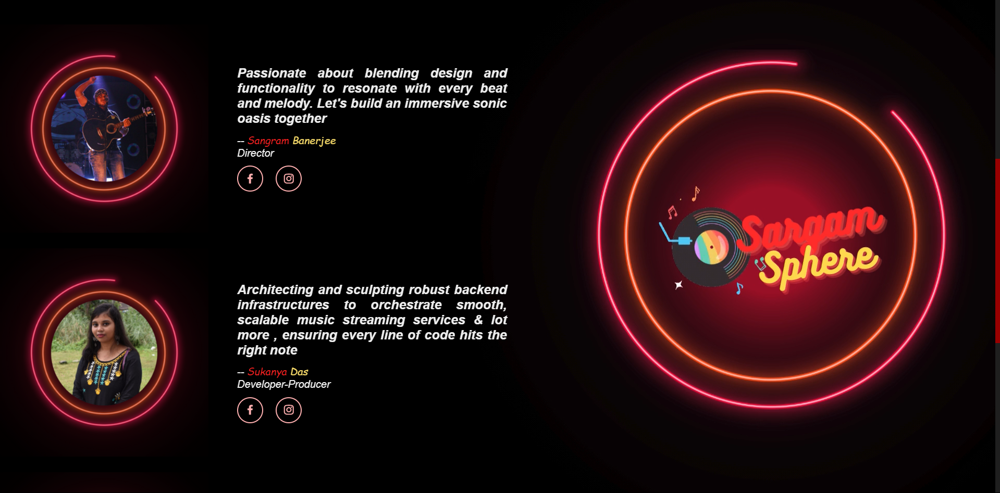 Passionate about blending design and
functionality to resonate with every beat
and melody. Let's build an immersive sonic
oasis together
-- Sangram Banerjee
Director
Architecting and sculpting robust backend
infrastructures to orchestrate smooth,
scalable music streaming services & lot
more , ensuring every line of code hits the
right note
-- Sukanya Das
Developer-Producer
Sargam
Sphere